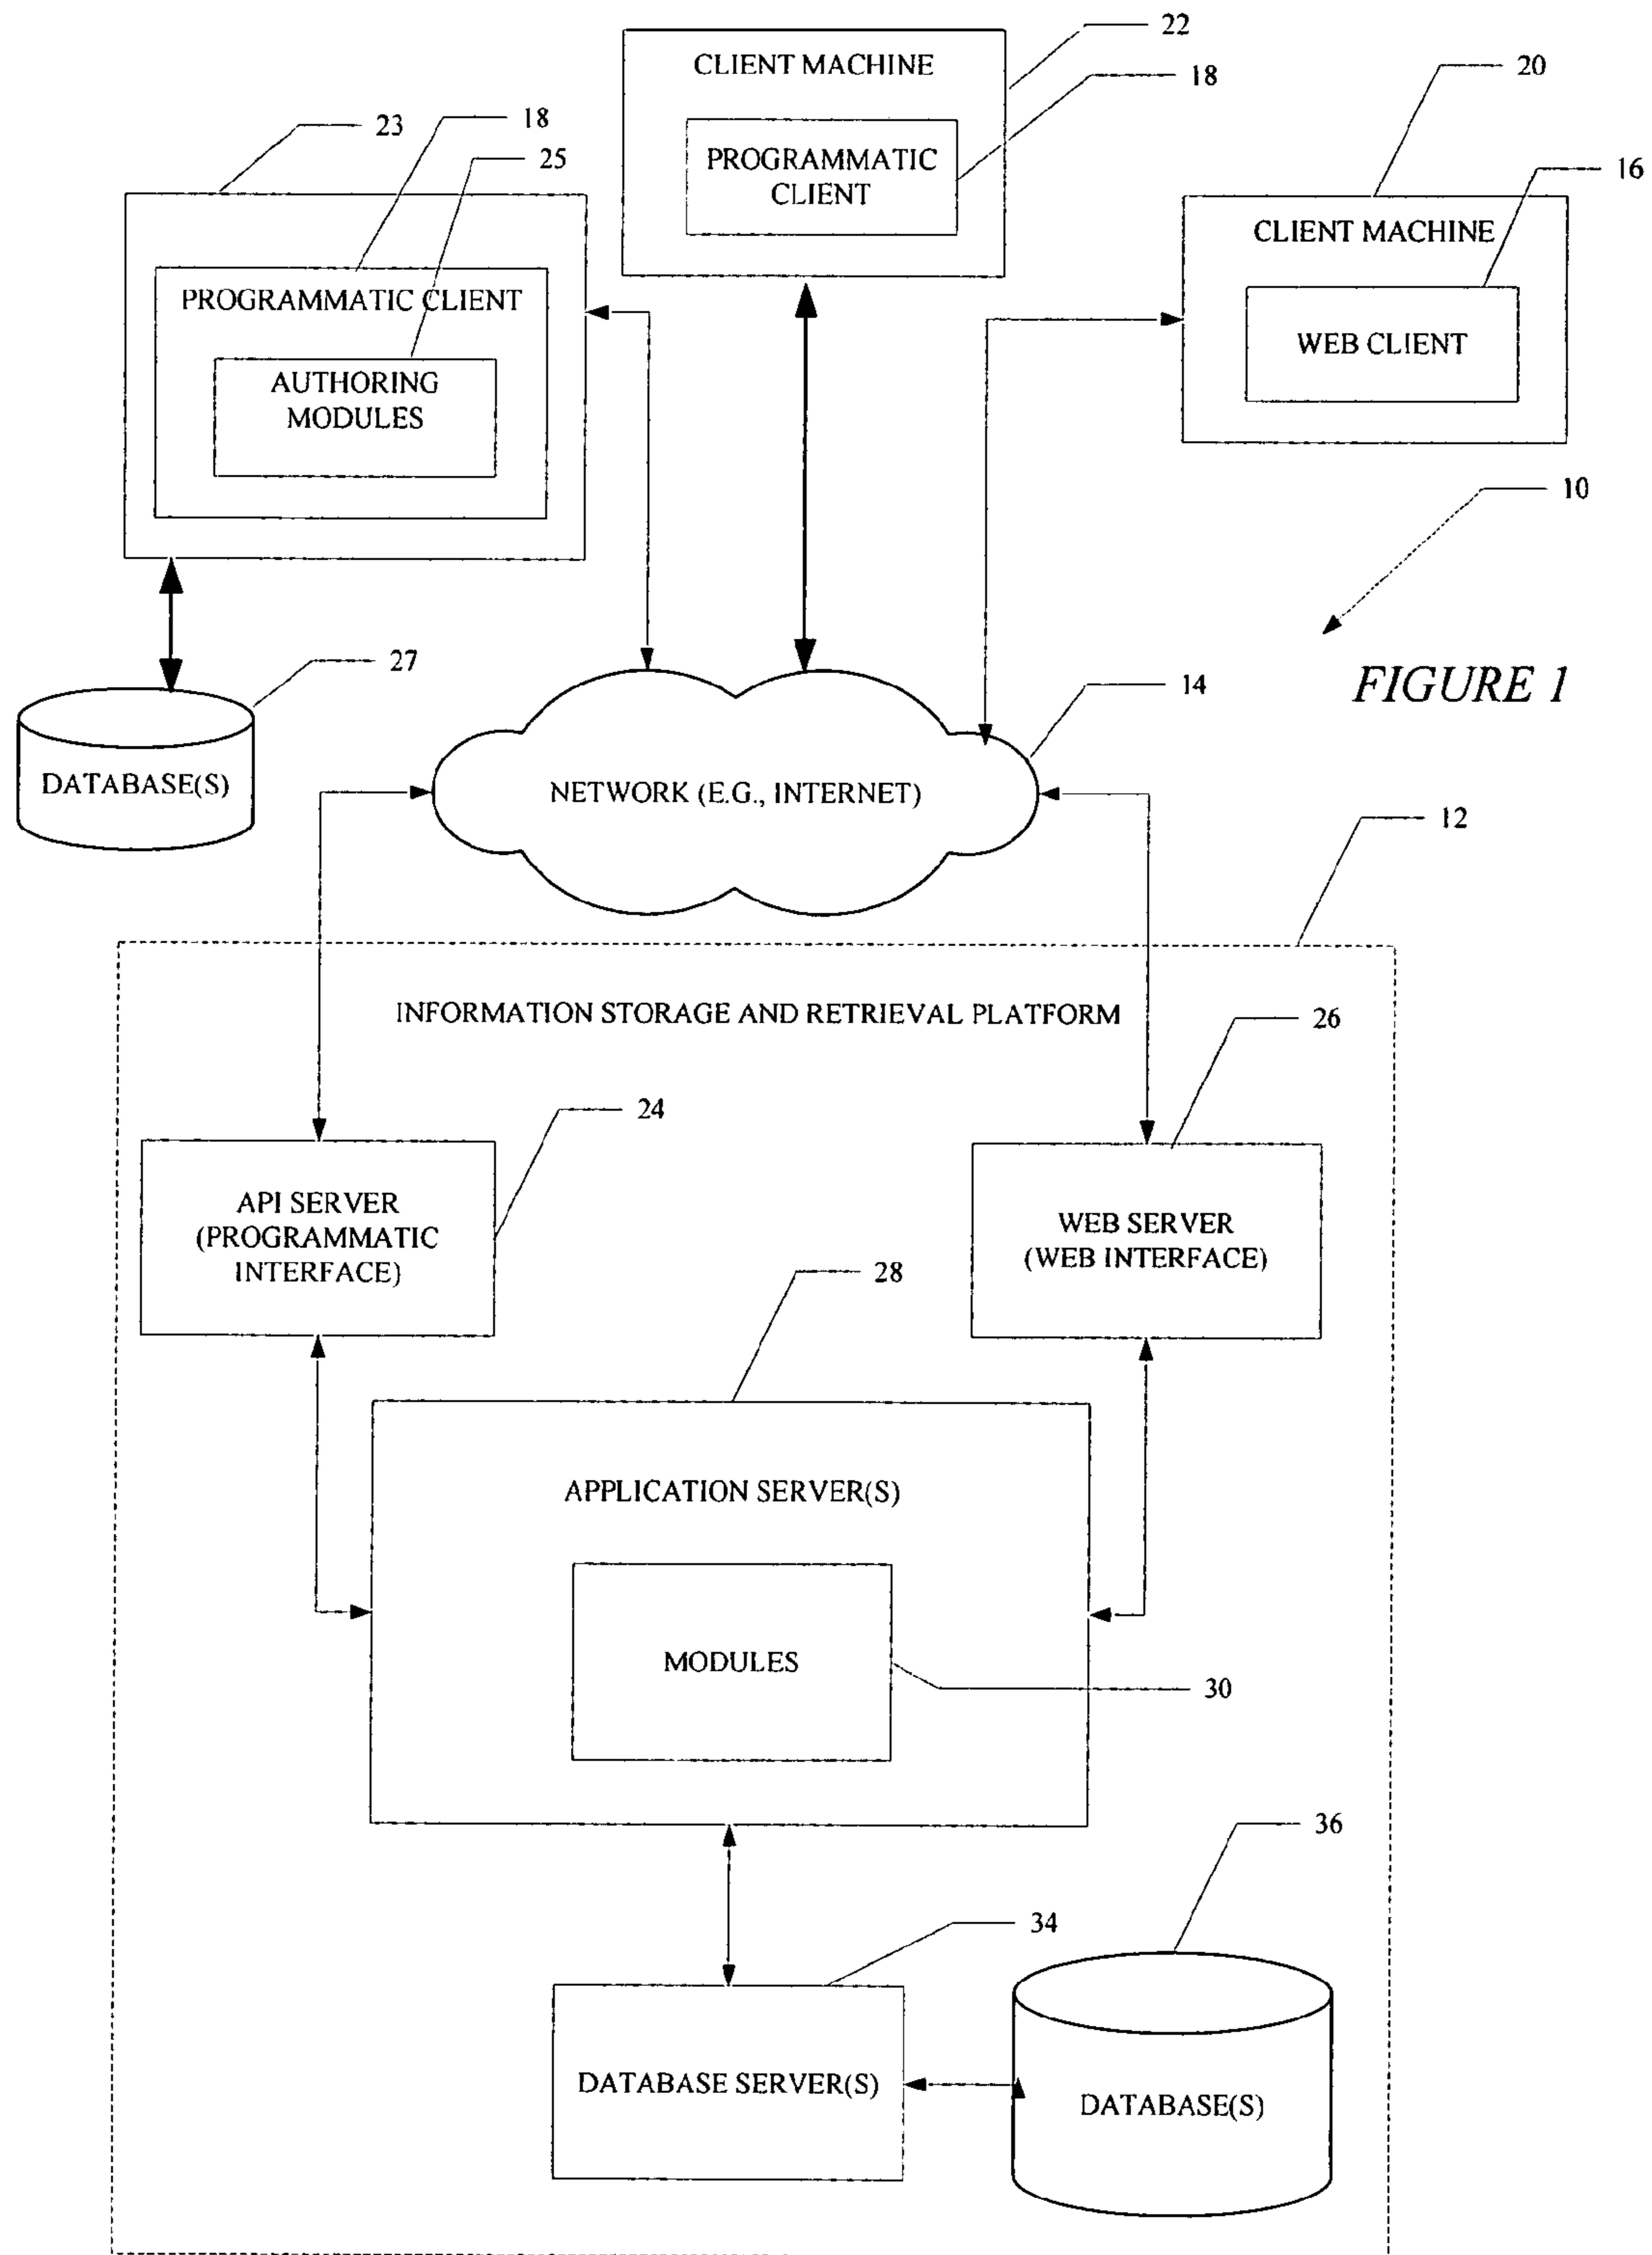 22
CLIENT MACHINE
18
20
23
18
25
PROGRAMMATIC
CLIENT
16
CLIENT MACHINE
PROGRAMMATIC CLIENT
WEB CLIENT
AUTHORING
MODULES
10
27
14
FIGURE 1
DATABASE(S)
NETWORK (E.G., INTERNET)
12
INFORMATION STORAGE AND RETRIEVAL PLATFORM
26
24
API SERVER
(PROGRAMMATIC
INTERFACE)
WEB SERVER
(WEB INTERFACE)
28
APPLICATION SERVER(S)
MODULES
30
36
34
DATABASE SERVER(S)
DATABASE(S)